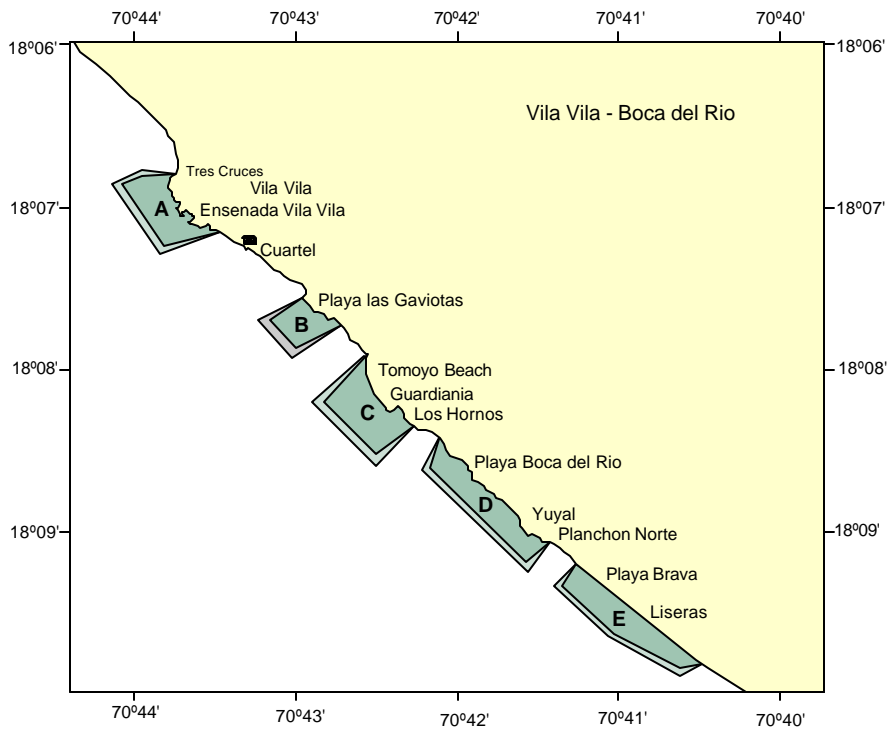 70º44' 70º43' 70º42' 70º41' 70º40'
18º06' 18º06'
Vila Vila - Boca del Rio
Tres Cruces
Vila Vila
18º07' A Ensenada Vila Vila 18º07'
Cuartel
Playa las Gaviotas
B
18º08' Tomoyo Beach 18º08'
Guardiania
C Los Hornos
Playa Boca del Rio
D
Yuyal
18º09' Planchon Norte 18º09'
Playa Brava
E Liseras
70º44' 70º43' 70º42' 70º41' 70º40'